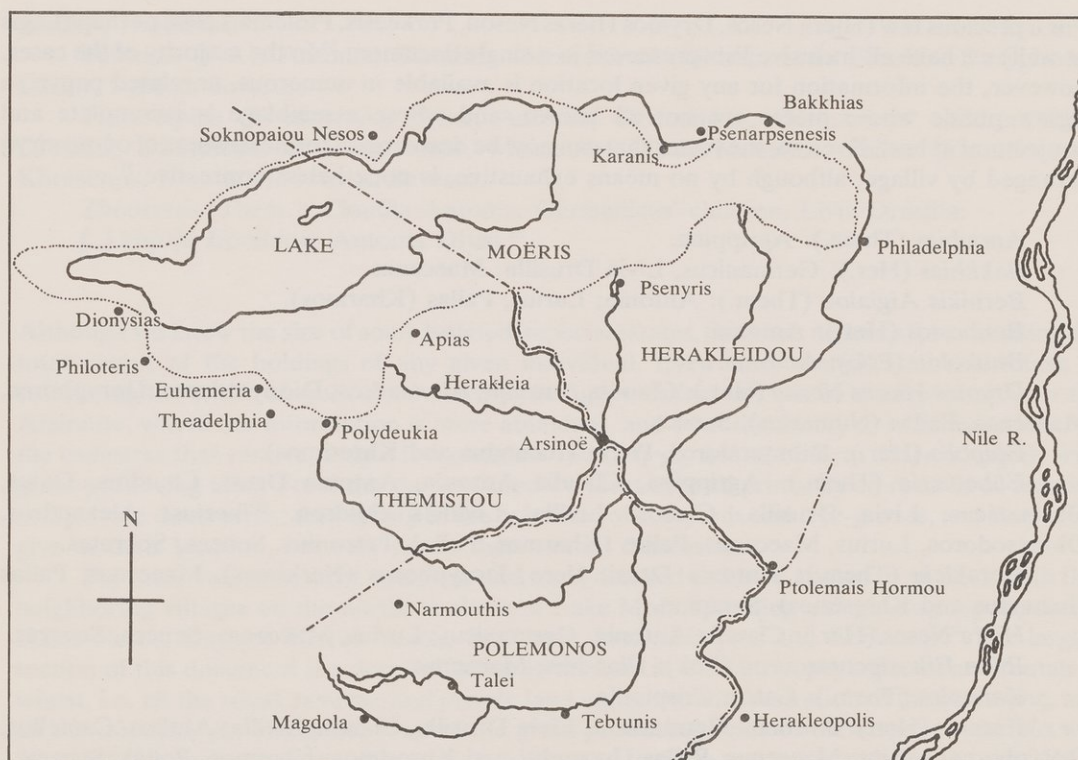 Bakkhias
Soknopaiou Nesos
Psenarpsenesis
Karanis
LAKE
MOËRIS
Philadelphia
Psenyris
Dionysias
Apias
HERAKLEIDOU
Philoteris
Euhemeria
Herakleia
Theadelphia
Polydeukia
Arsinoë
Nile R.
THEMISTOU
N
Ptolemais Hormou
Narmouthis
POLEMONOS
Talei
Magdola
Tebtunis
Herakleopolis